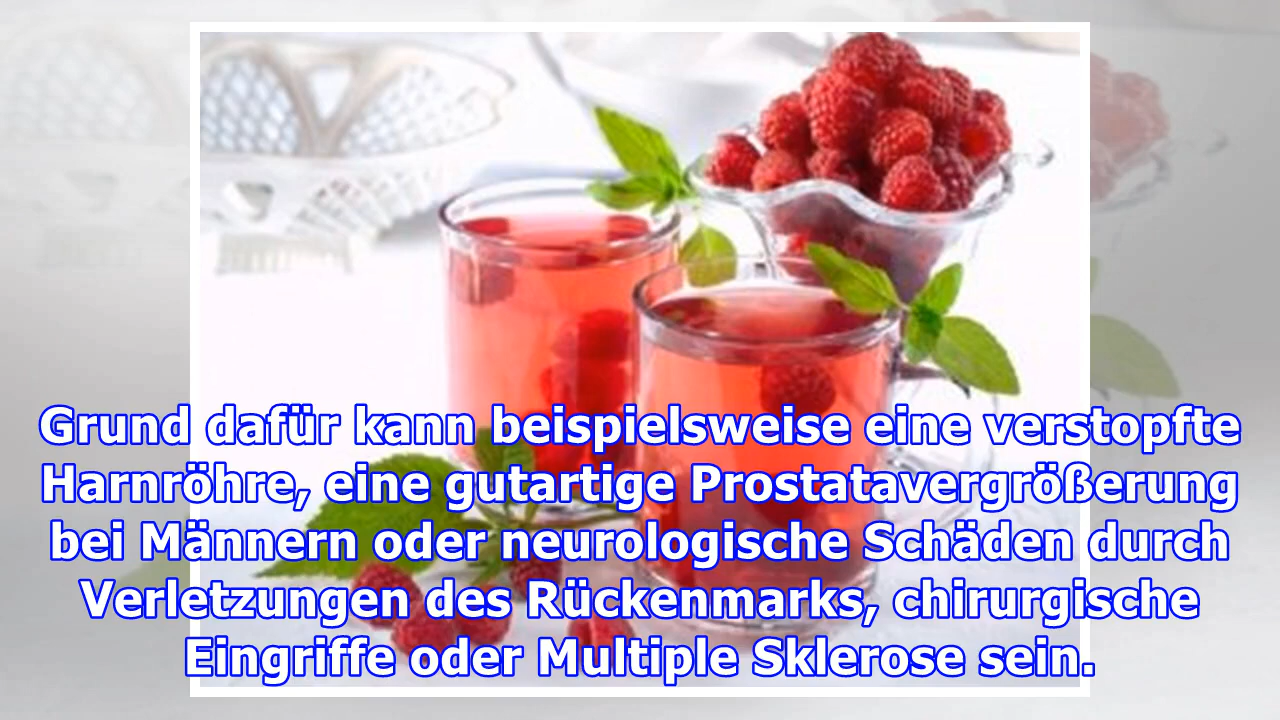 Grund dafür kann beispielsweise eine verstopfte
Harnröhre, eine gutartige Prostatavergrößerung
bei Männern oder neurologische Schäden durch
Verletzungen des Rückenmarks, chirurgische
Eingriffe oder Multiple Sklerose sein.